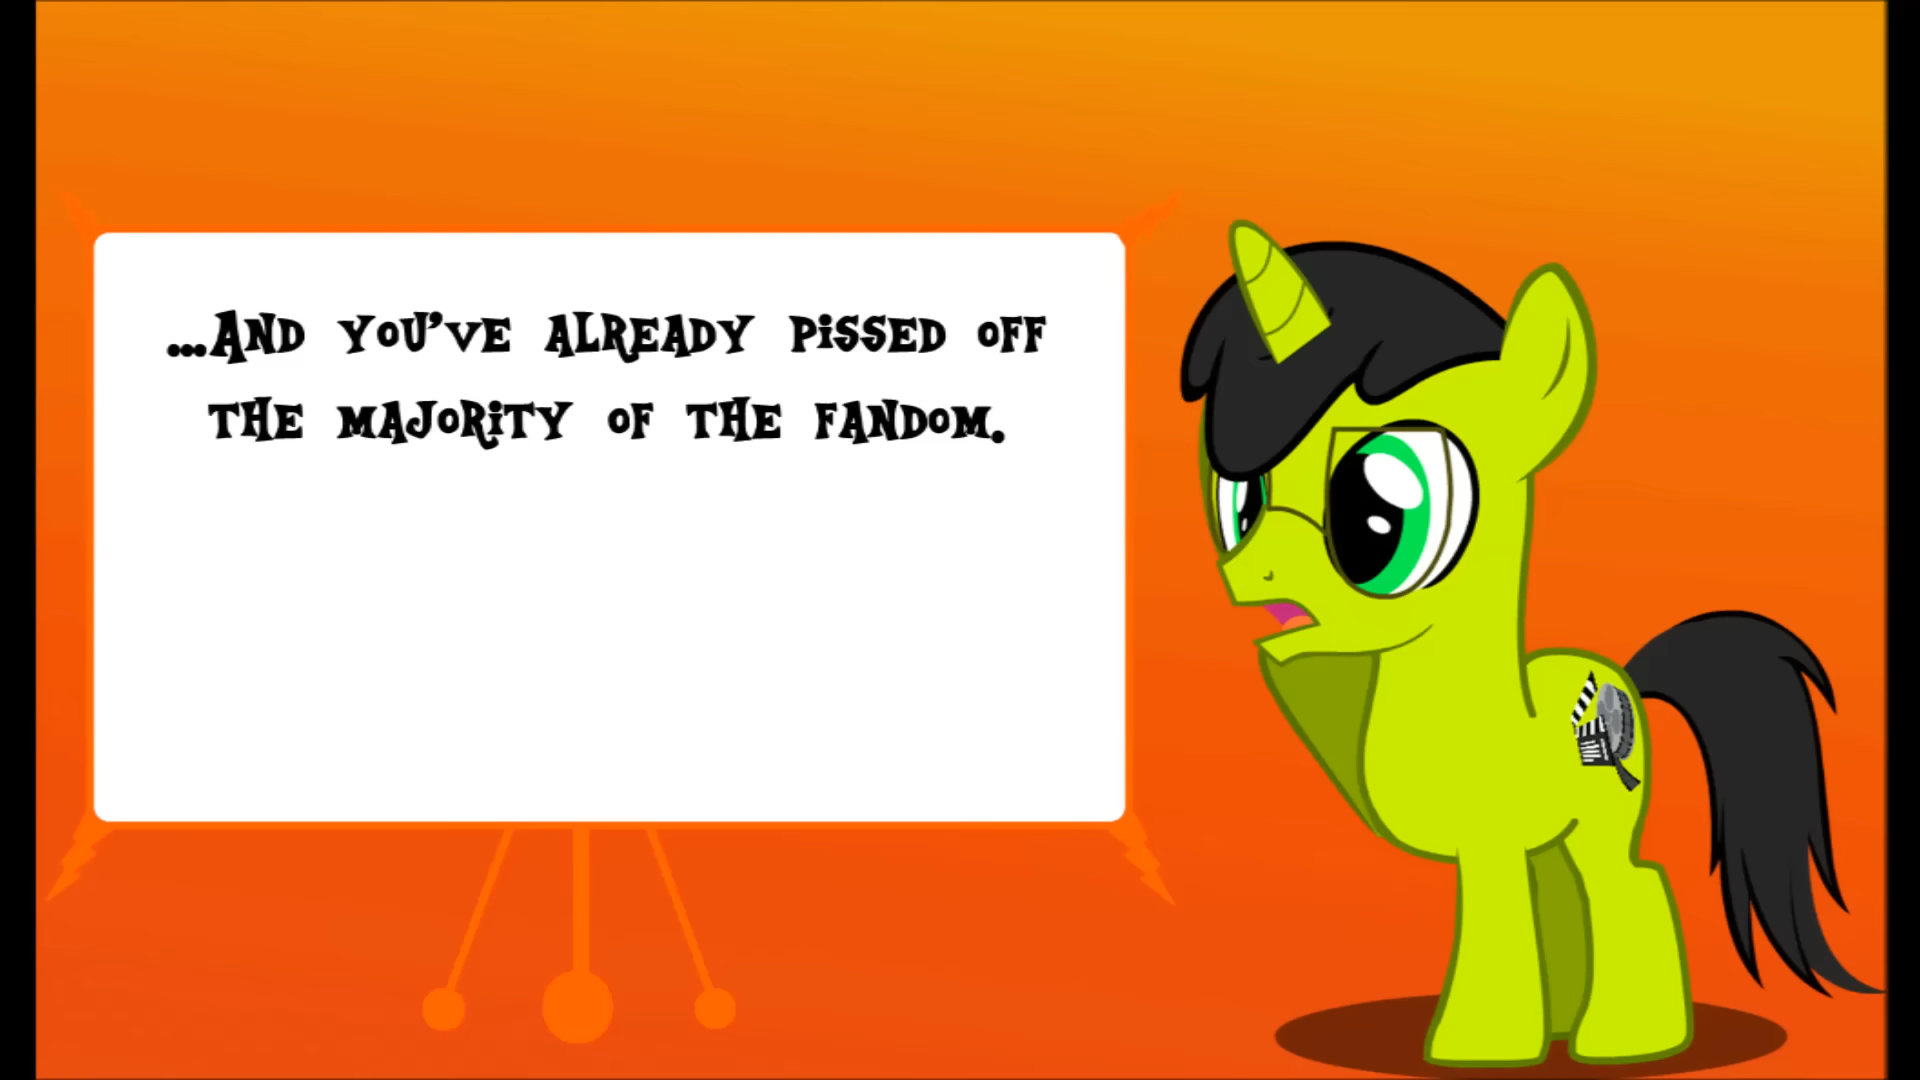 ...And you've already pissed off
the majority of the fandom.